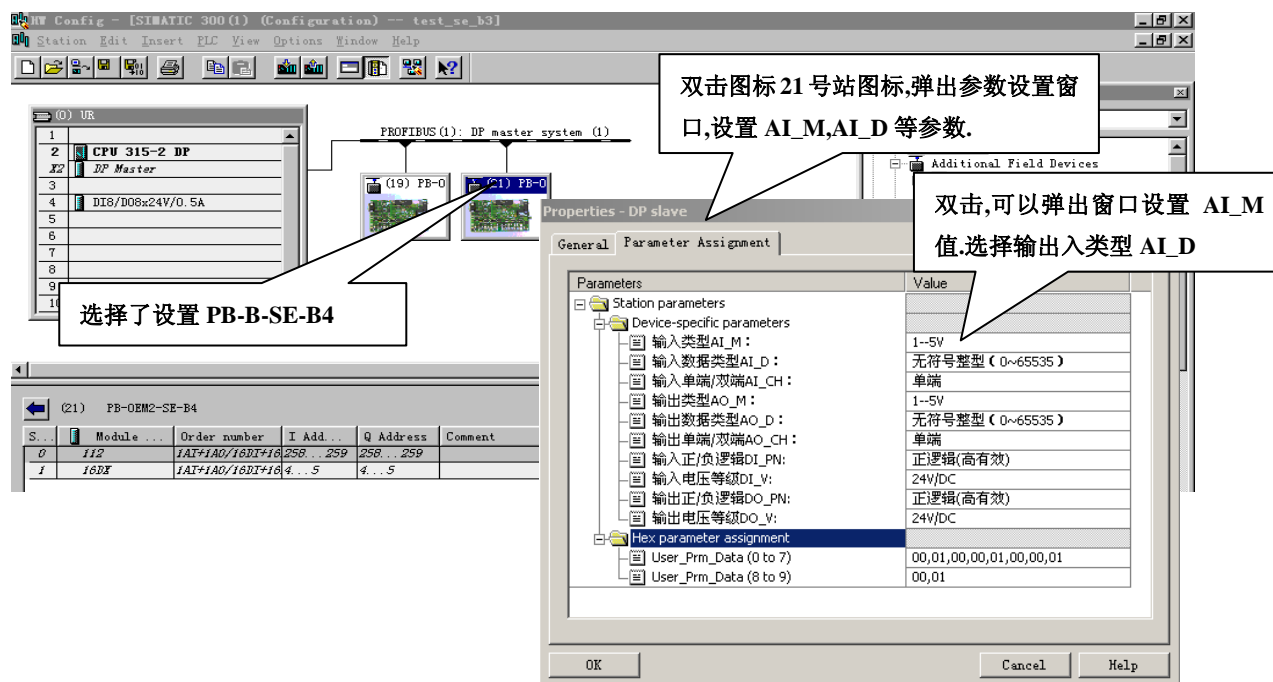 HW Config - [SIMATIC 300(1) (Configuration) -- test_se_b3]
Station Edit Insert PLC View Options Window Help
双击图标 21 号站图标,弹出参数设置窗
口,设置 AI_M,AI_D 等参数.
(0) UR
1
2 CPU 315-2 DP
X2 DP Master
3
4 DI8/DO8x24V/0.5A
5
6
7
8
9
PROFIBUS(1): DP master system (1)
(19) PB-O
(21) PB-O
Additional Field Devices
双击,可以弹出窗口设置 AI_M
值.选择输出入类型 AI_D
选择了设置 PB-B-SE-B4
(21) PB-OEM2-SE-B4
S... Module ... Order number I Add... Q Address Comment
0 112 1AI+1AO/16DI+16 258...259 258...259
1 16DX 1AI+1AO/16DI+16 4...5 4...5
Properties - DP slave
General Parameter Assignment
Parameters Value
Station parameters
Device-specific parameters
输入类型AI_M： 1--5V
输入数据类型AI_D： 无符号整型（0~65535）
输入单端/双端AI_CH： 单端
输出类型AO_M： 1--5V
输出数据类型AO_D： 无符号整型（0~65535）
输出单端/双端AO_CH： 单端
输入正/负逻辑DI_PN: 正逻辑(高有效)
输入电压等级DI_V: 24V/DC
输出正/负逻辑DO_PN: 正逻辑(高有效)
输出电压等级DO_V: 24V/DC
Hex parameter assignment
User_Prm_Data (0 to 7) 00,01,00,00,01,00,00,01
User_Prm_Data (8 to 9) 00,01
OK Cancel Help